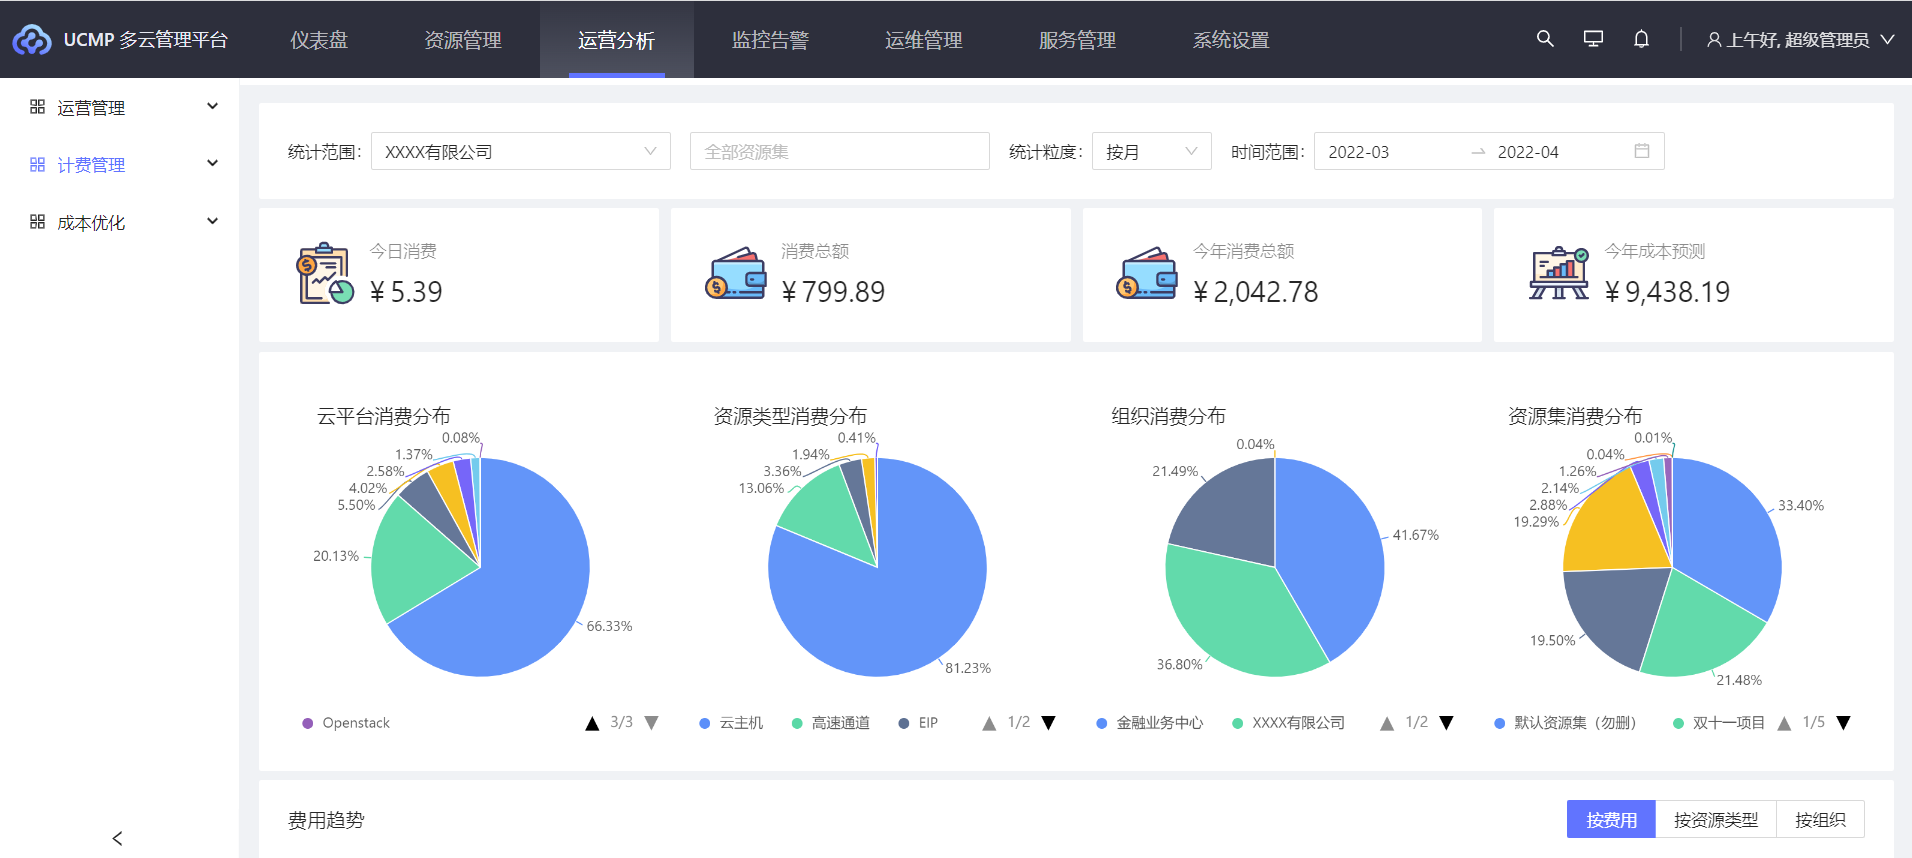 UCMP 多云管理平台 仪表盘 资源管理 运营分析 监控告警 运维管理 服务管理 系统设置 上午好, 超级管理员
运营管理
计费管理
成本优化
统计范围: XXXX有限公司 全部资源集 统计粒度: 按月 时间范围: 2022-03 → 2022-04
今日消费
¥5.39
消费总额
¥799.89
今年消费总额
¥2,042.78
今年成本预测
¥9,438.19
云平台消费分布
0.08%
1.37%
2.58%
4.02%
5.50%
20.13%
66.33%
Openstack 3/3
资源类型消费分布
0.41%
1.94%
3.36%
13.06%
81.23%
云主机 高速通道 EIP 1/2
组织消费分布
0.04%
21.49%
41.67%
36.80%
金融业务中心 XXXX有限公司 1/2
资源集消费分布
0.01%
0.04%
1.26%
2.14%
2.88%
19.29%
33.40%
19.50%
21.48%
默认资源集（勿删） 双十一项目 1/5
费用趋势 按费用 按资源类型 按组织